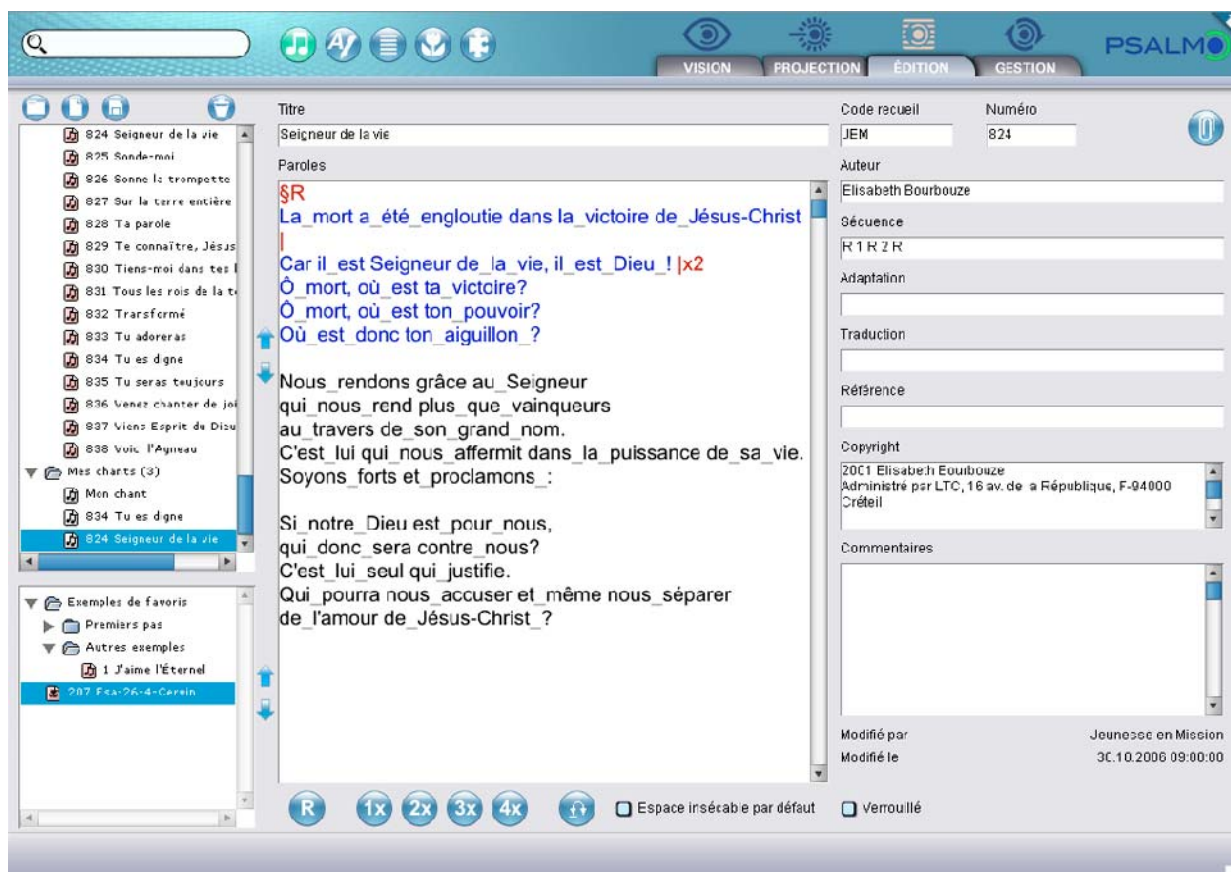 VISION
PROJECTION
ÉDITION
GESTION
PSALMO
824 Seigneur de la vie
825 Sonde-moi
826 Sonne la trompette
827 Sur la terre entière
828 Ta parole
829 Te connaître, Jésus
830 Tiens-moi dans tes
831 Tous les rois de la
832 Transformé
833 Tu adoreras
834 Tu es digne
835 Tu seras toujours
836 Venez chanter de joi
837 Viens Esprit de Dieu
838 Voici l'Agneau
Mes chants (3)
Mon chant
834 Tu es digne
824 Seigneur de la vie
Exemples de favoris
Premiers pas
Autres exemples
1 J'aime l'Éternel
207 Esa-26-4-Cersin
Titre
Seigneur de la vie
Paroles
§R
La_mort a_été_engloutie dans la_victoire de_Jésus-Christ
|
Car il_est Seigneur de_la_vie, il_est_Dieu_! |x2
Ô_mort, où_est ta_victoire?
Ô_mort, où_est ton_pouvoir?
Où_est_donc ton_aiguillon_?
Nous_rendons grâce au_Seigneur
qui_nous_rend plus_que_vainqueurs
au_travers de_son_grand_nom.
C'est_lui qui_nous_affermit dans_la_puissance de_sa_vie.
Soyons_forts et_proclamons_:
Si_notre_Dieu est_pour_nous,
qui_donc_sera contre_nous?
C'est_lui_seul qui_justifie.
Qui_pourra nous_accuser et_même nous_séparer
de_l'amour de_Jésus-Christ_?
R
1x
2x
3x
4x
Espace insécable par défaut
Verrouillé
Code recueil
Numéro
JEM
824
Auteur
Elisabeth Bourbouze
Sécuence
R 1 R 2 R
Adaptation
Traduction
Référence
Copyright
2001 Elisabeth Bourbouze
Administré par LTC, 16 av. de la République, F-94000
Créteil
Commentaires
Modifié par
Jeunesse en Mission
Modifié le
30.10.2006 09:00:00